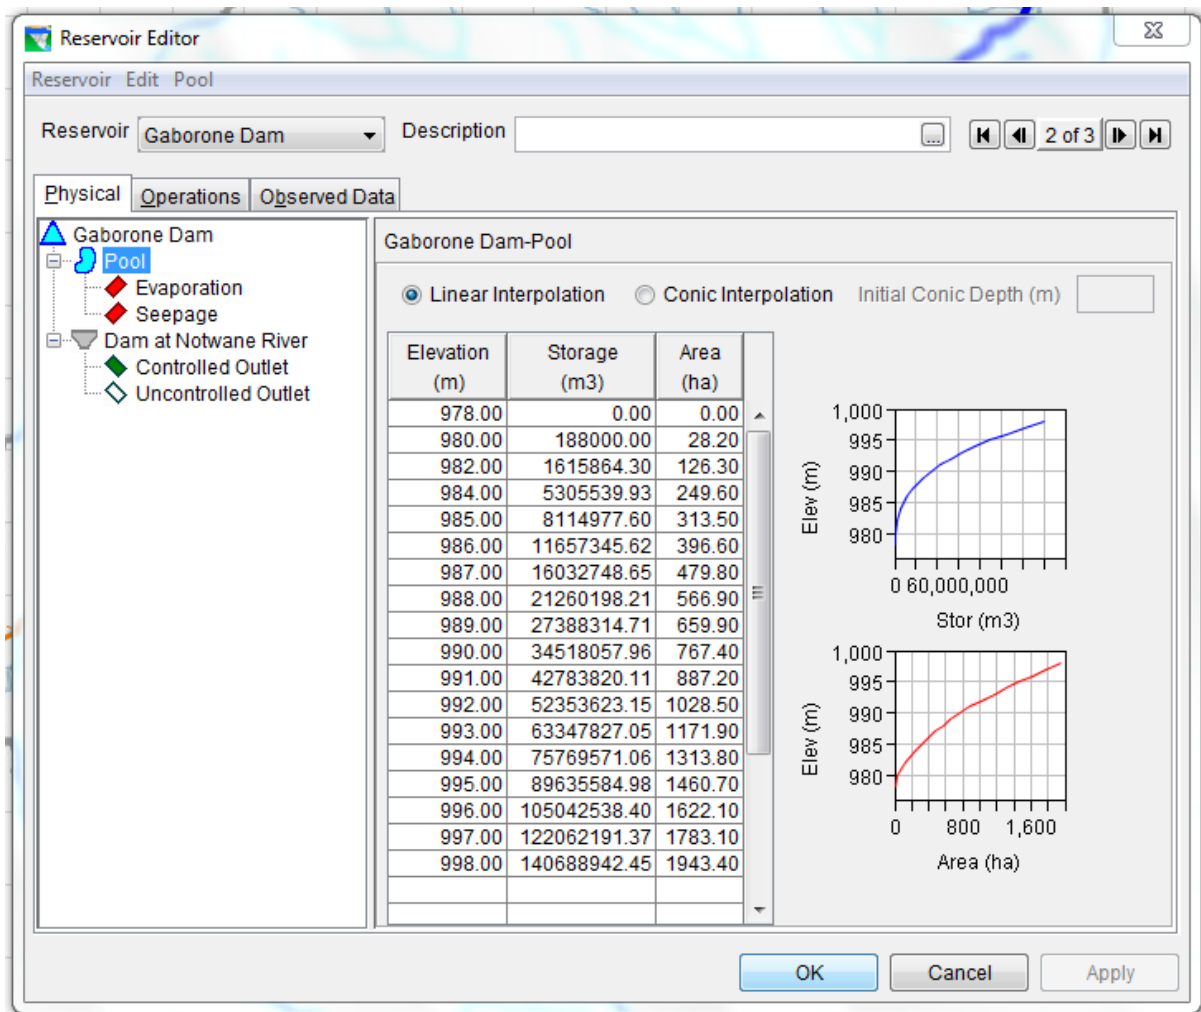 Reservoir Editor
Reservoir Edit Pool
Reservoir Gaborone Dam Description ... 2 of 3
Physical Operations Observed Data
Gaborone Dam
Pool
Evaporation
Seepage
Dam at Notwane River
Controlled Outlet
Uncontrolled Outlet
Gaborone Dam-Pool
Linear Interpolation Conic Interpolation Initial Conic Depth (m)
Elevation Storage Area
(m) (m3) (ha)
978.00 0.00 0.00
980.00 188000.00 28.20
982.00 1615864.30 126.30
984.00 5305539.93 249.60
985.00 8114977.60 313.50
986.00 11657345.62 396.60
987.00 16032748.65 479.80
988.00 21260198.21 566.90
989.00 27388314.71 659.90
990.00 34518057.96 767.40
991.00 42783820.11 887.20
992.00 52353623.15 1028.50
993.00 63347827.05 1171.90
994.00 75769571.06 1313.80
995.00 89635584.98 1460.70
996.00 105042538.40 1622.10
997.00 122062191.37 1783.10
998.00 140688942.45 1943.40
1,000
995
990
985
980
Elev (m)
0 60,000,000
Stor (m3)
1,000
995
990
985
980
Elev (m)
0 800 1,600
Area (ha)
OK Cancel Apply